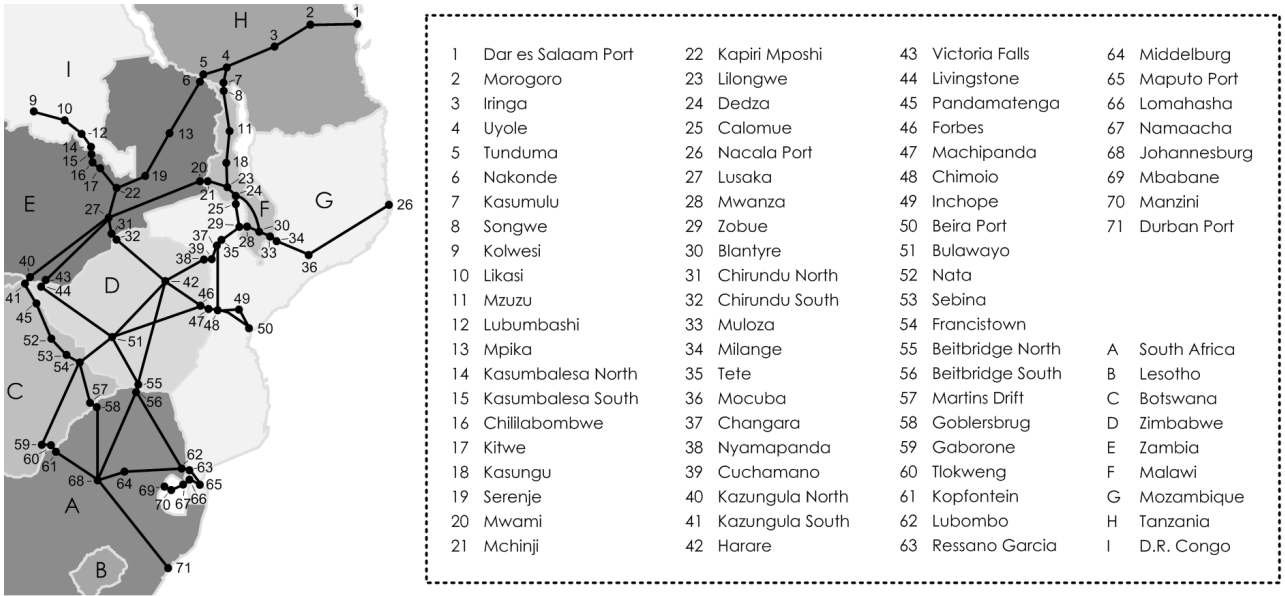 H
2
1
3
I
5
4
6
7
8
9
10
12
13
11
14
15
16
17
18
19
20
23
22
21
24
E
25
F
G
26
27
31
32
29
28
30
33
34
37
35
36
39
38
40
43
41
44
D
42
45
46
49
47
48
50
51
52
53
54
C
55
56
57
58
59
60
61
62
63
64
65
66
67
68
69
70
A
B
71
1 Dar es Salaam Port
2 Morogoro
3 Iringa
4 Uyole
5 Tunduma
6 Nakonde
7 Kasumulu
8 Songwe
9 Kolwesi
10 Likasi
11 Mzuzu
12 Lubumbashi
13 Mpika
14 Kasumbalesa North
15 Kasumbalesa South
16 Chililabombwe
17 Kitwe
18 Kasungu
19 Serenje
20 Mwami
21 Mchinji
22 Kapiri Mposhi
23 Lilongwe
24 Dedza
25 Calomue
26 Nacala Port
27 Lusaka
28 Mwanza
29 Zobue
30 Blantyre
31 Chirundu North
32 Chirundu South
33 Muloza
34 Milange
35 Tete
36 Mocuba
37 Changara
38 Nyamapanda
39 Cuchamano
40 Kazungula North
41 Kazungula South
42 Harare
43 Victoria Falls
44 Livingstone
45 Pandamatenga
46 Forbes
47 Machipanda
48 Chimoio
49 Inchope
50 Beira Port
51 Bulawayo
52 Nata
53 Sebina
54 Francistown
55 Beitbridge North
56 Beitbridge South
57 Martins Drift
58 Goblersbrug
59 Gaborone
60 Tlokweng
61 Kopfontein
62 Lubombo
63 Ressano Garcia
64 Middelburg
65 Maputo Port
66 Lomahasha
67 Namaacha
68 Johannesburg
69 Mbabane
70 Manzini
71 Durban Port
A South Africa
B Lesotho
C Botswana
D Zimbabwe
E Zambia
F Malawi
G Mozambique
H Tanzania
I D.R. Congo